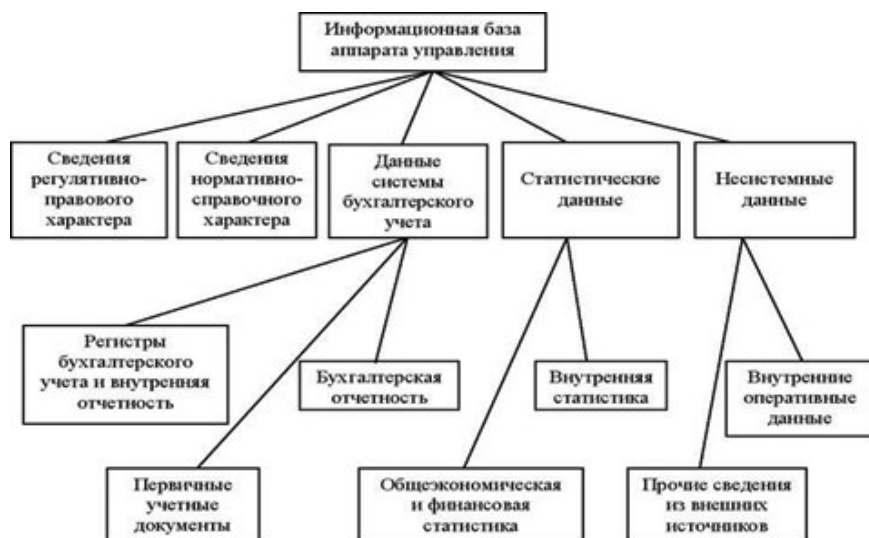 Информационная база
аппарата управления
Сведения
регулятивно-
правового
характера
Сведения
нормативно-
справочного
характера
Данные
системы
бухгалтерского
учета
Статистические
данные
Несистемные
данные
Регистры
бухгалтерского
учета и внутренняя
отчетность
Бухгалтерская
отчетность
Внутренняя
статистика
Внутренние
оперативные
данные
Первичные
учетные
документы
Общеэкономическая
и финансовая
статистика
Прочие сведения
из внешних
источников